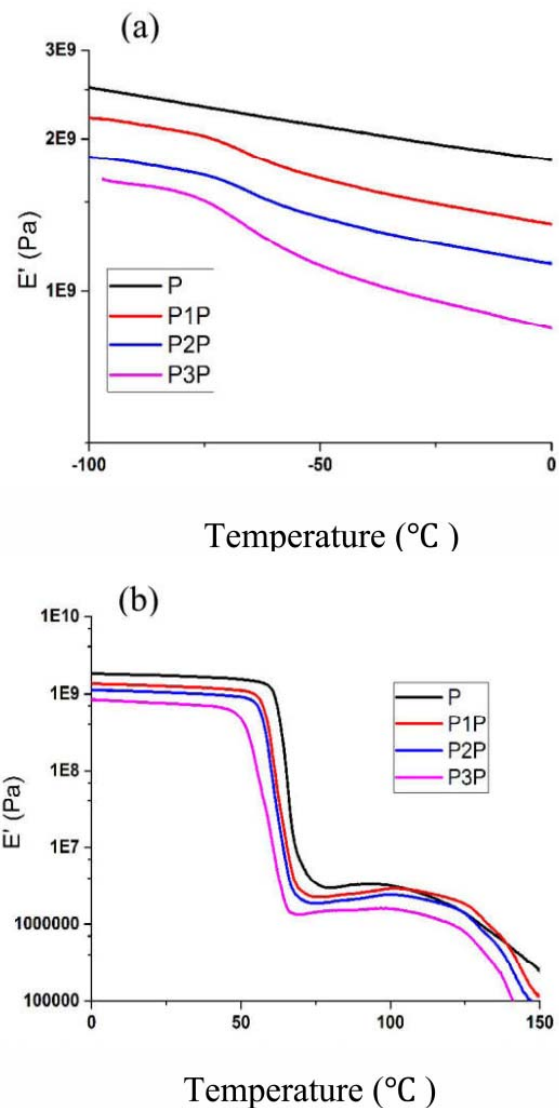 (a)
3E9
2E9
1E9
E' (Pa)
P
P1P
P2P
P3P
-100
-50
0
Temperature (℃ )
(b)
1E10
1E9
1E8
1E7
1000000
100000
E' (Pa)
P
P1P
P2P
P3P
0
50
100
150
Temperature (℃ )